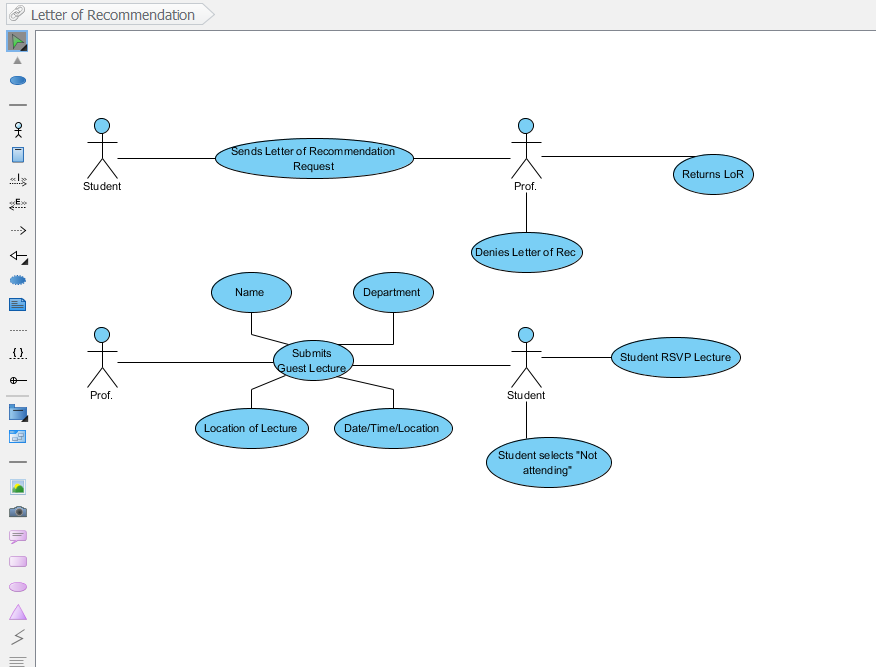 Letter of Recommendation
Sends Letter of Recommendation
Request
Student
Prof.
Returns LoR
Denies Letter of Rec
Name
Department
Submits
Guest Lecture
Prof.
Student
Student RSVP Lecture
Location of Lecture
Date/Time/Location
Student selects "Not
attending"